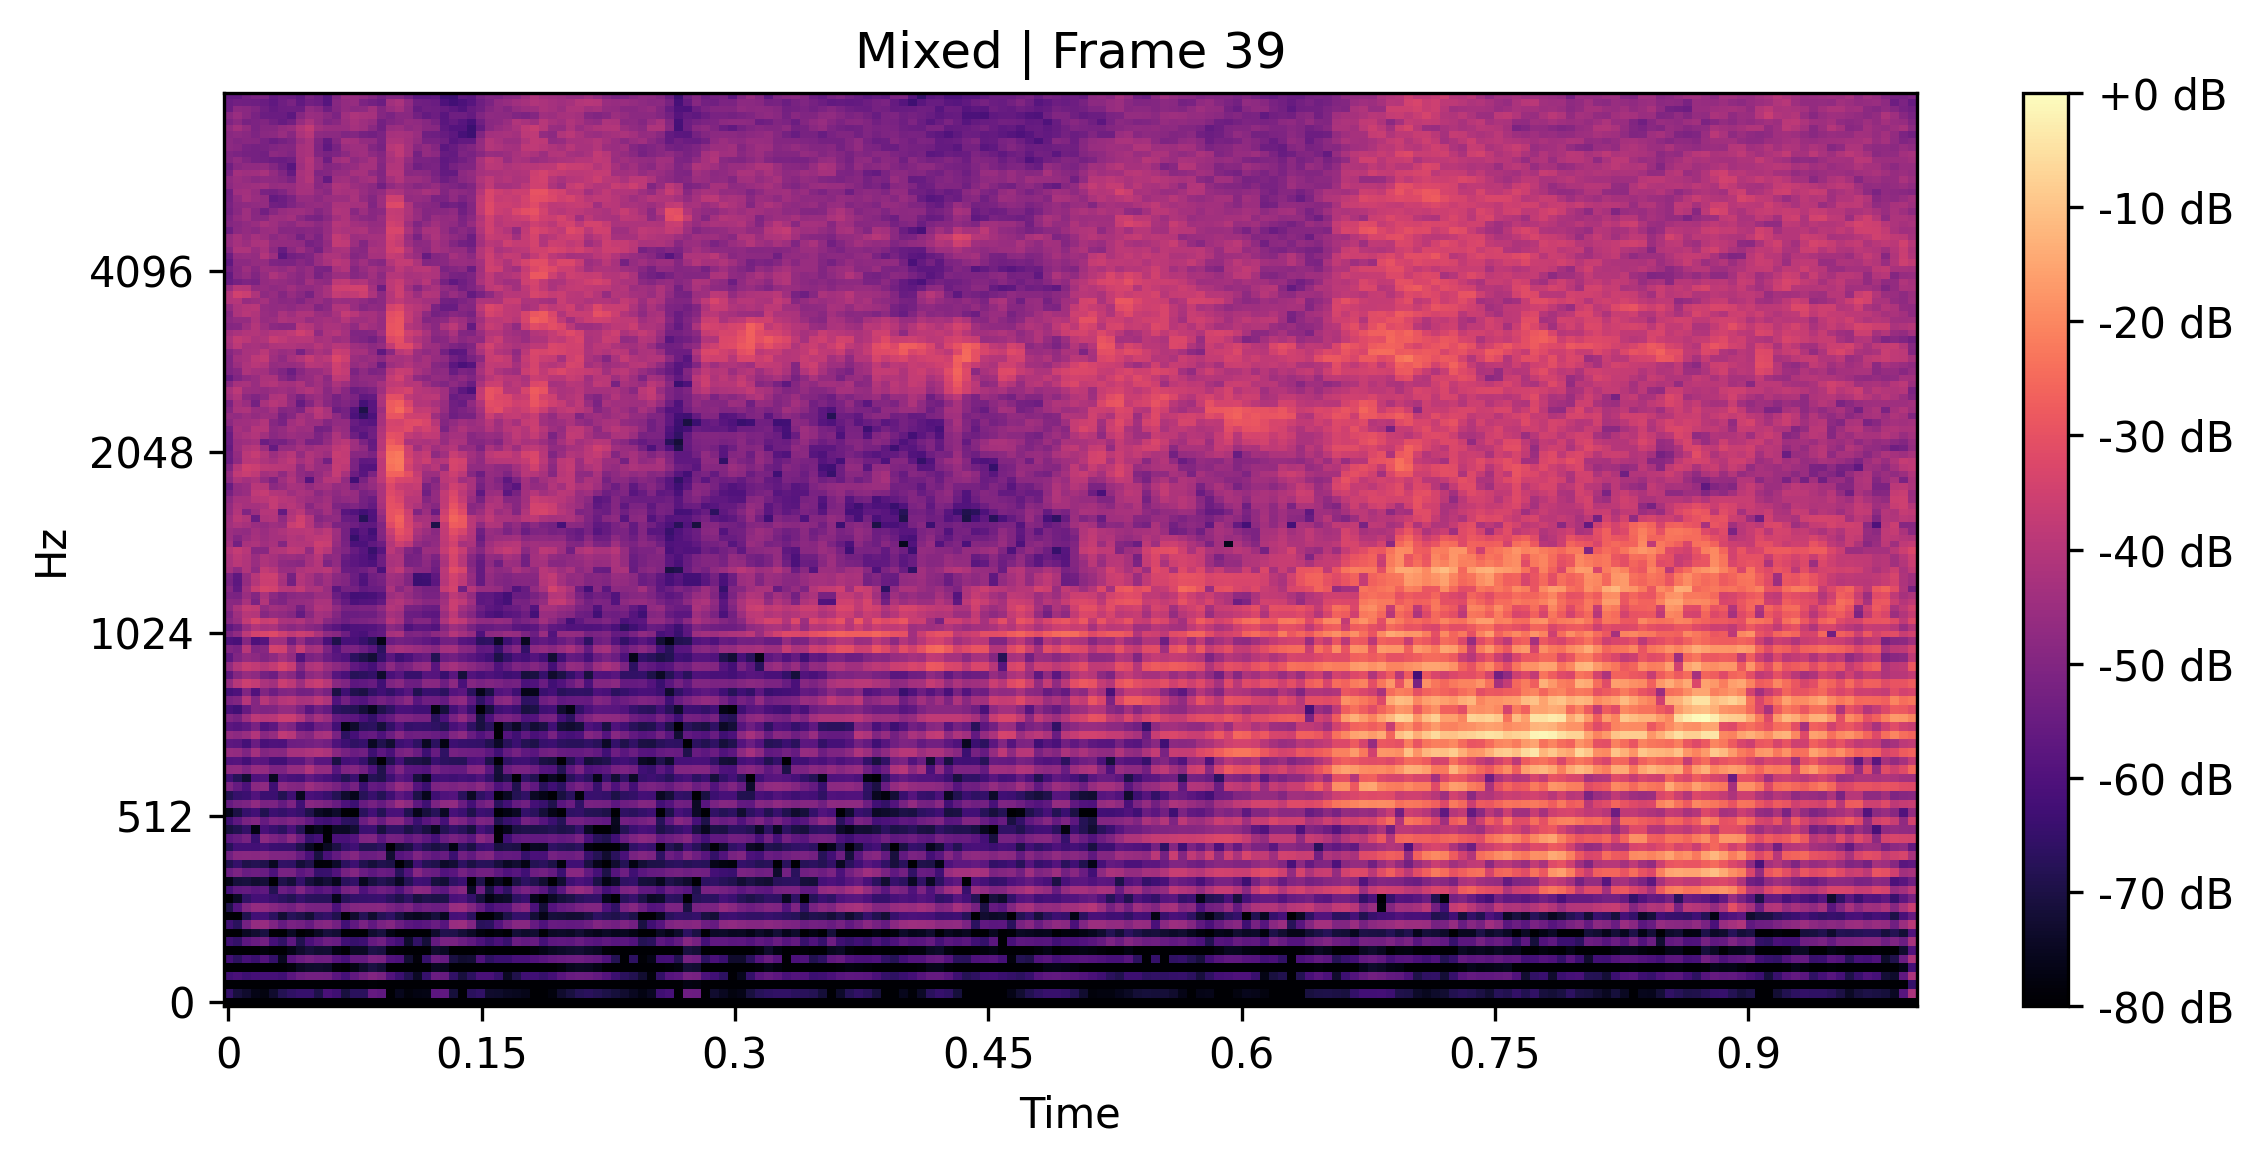 Mixed | Frame 39
+0 dB
-10 dB
-20 dB
-30 dB
-40 dB
-50 dB
-60 dB
-70 dB
-80 dB
Hz
4096
2048
1024
512
0
0 0.15 0.3 0.45 0.6 0.75 0.9
Time